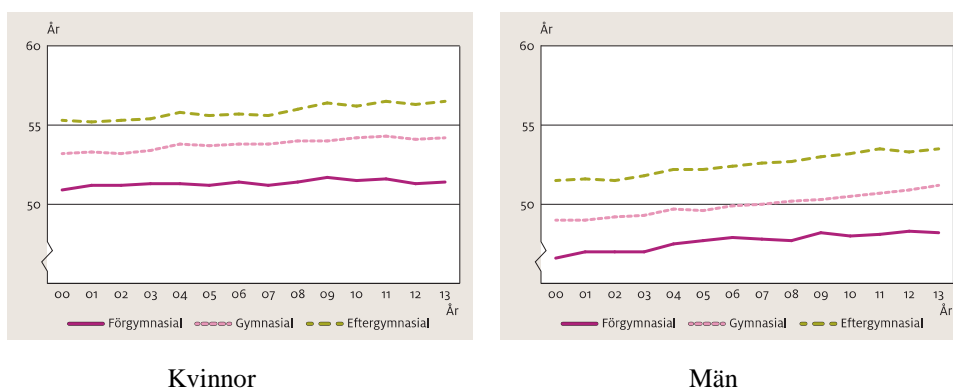 År
60
55
50
00 01 02 03 04 05 06 07 08 09 10 11 12 13
År
Förgymnasial Gymnasial Eftergymnasial
År
60
55
50
00 01 02 03 04 05 06 07 08 09 10 11 12 13
År
Förgymnasial Gymnasial Eftergymnasial
Kvinnor
Män